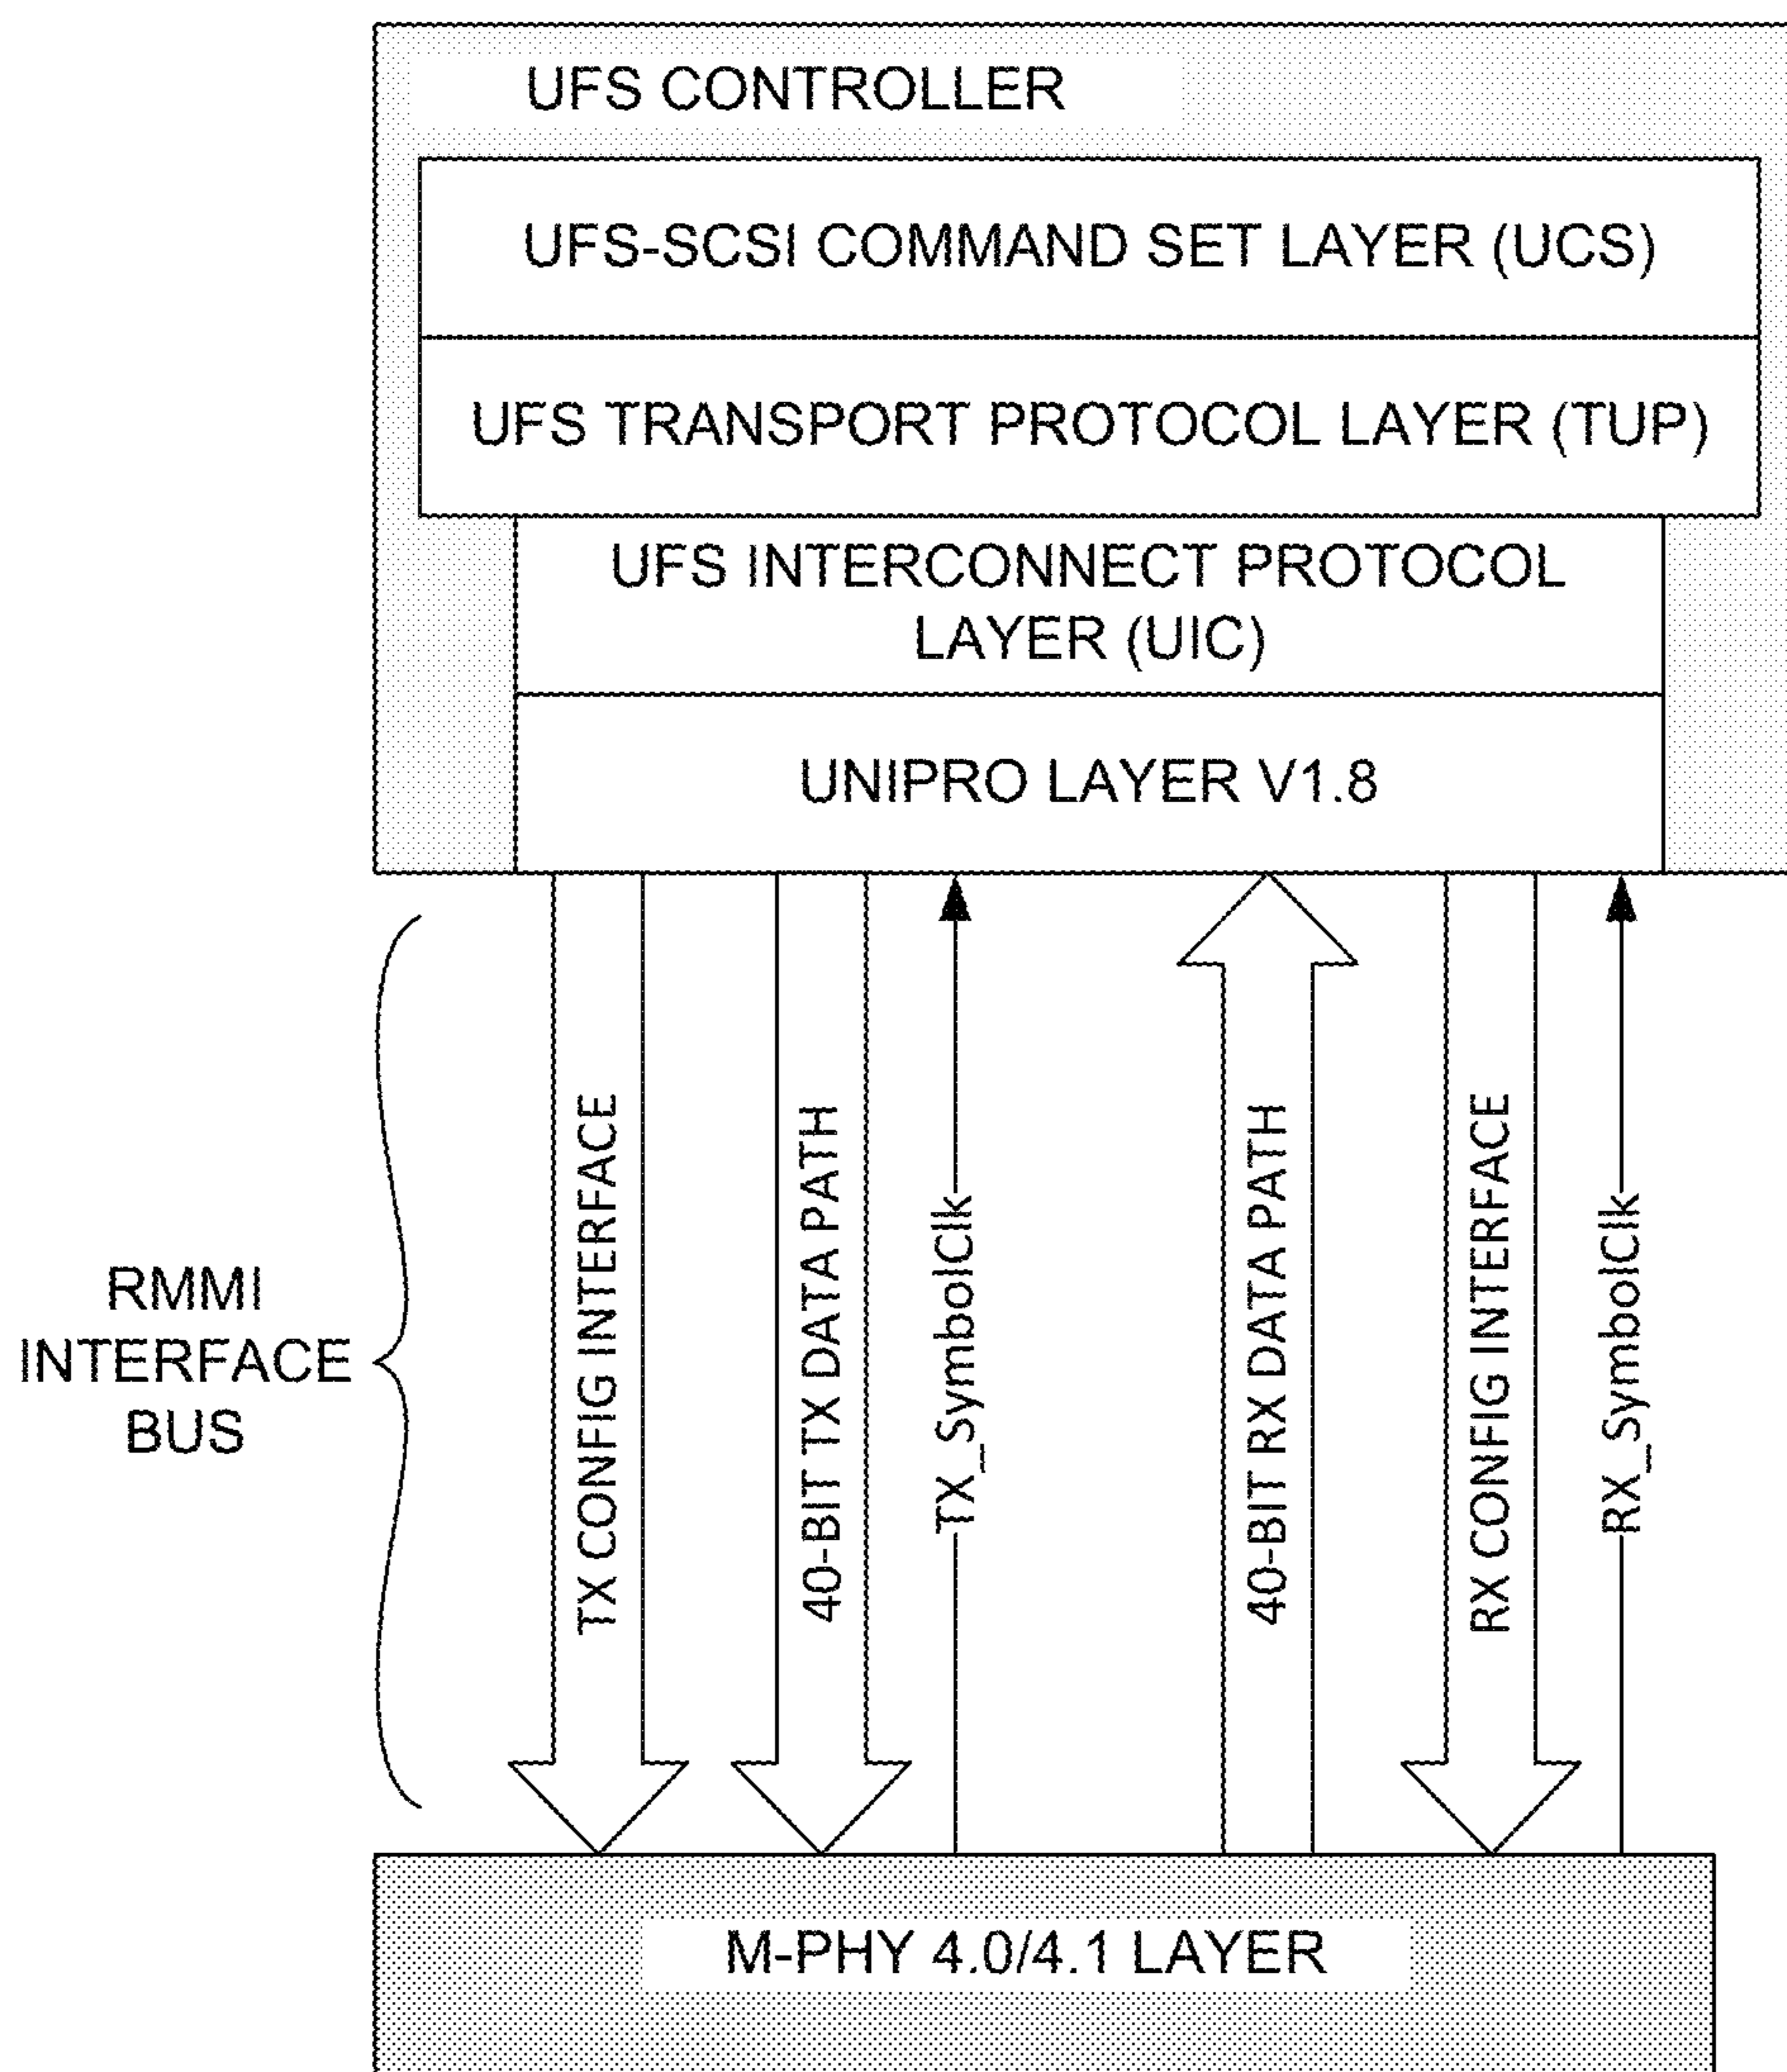 UFS CONTROLLER
UFS-SCSI COMMAND SET LAYER (UCS)
UFS TRANSPORT PROTOCOL LAYER (TUP)
UFS INTERCONNECT PROTOCOL
LAYER (UIC)
UNIPRO LAYER V1.8
RMMI
INTERFACE
BUS
TX CONFIG INTERFACE
40-BIT TX DATA PATH
TX_SymbolClk
40-BIT RX DATA PATH
RX CONFIG INTERFACE
RX_SymbolClk
M-PHY 4.0/4.1 LAYER